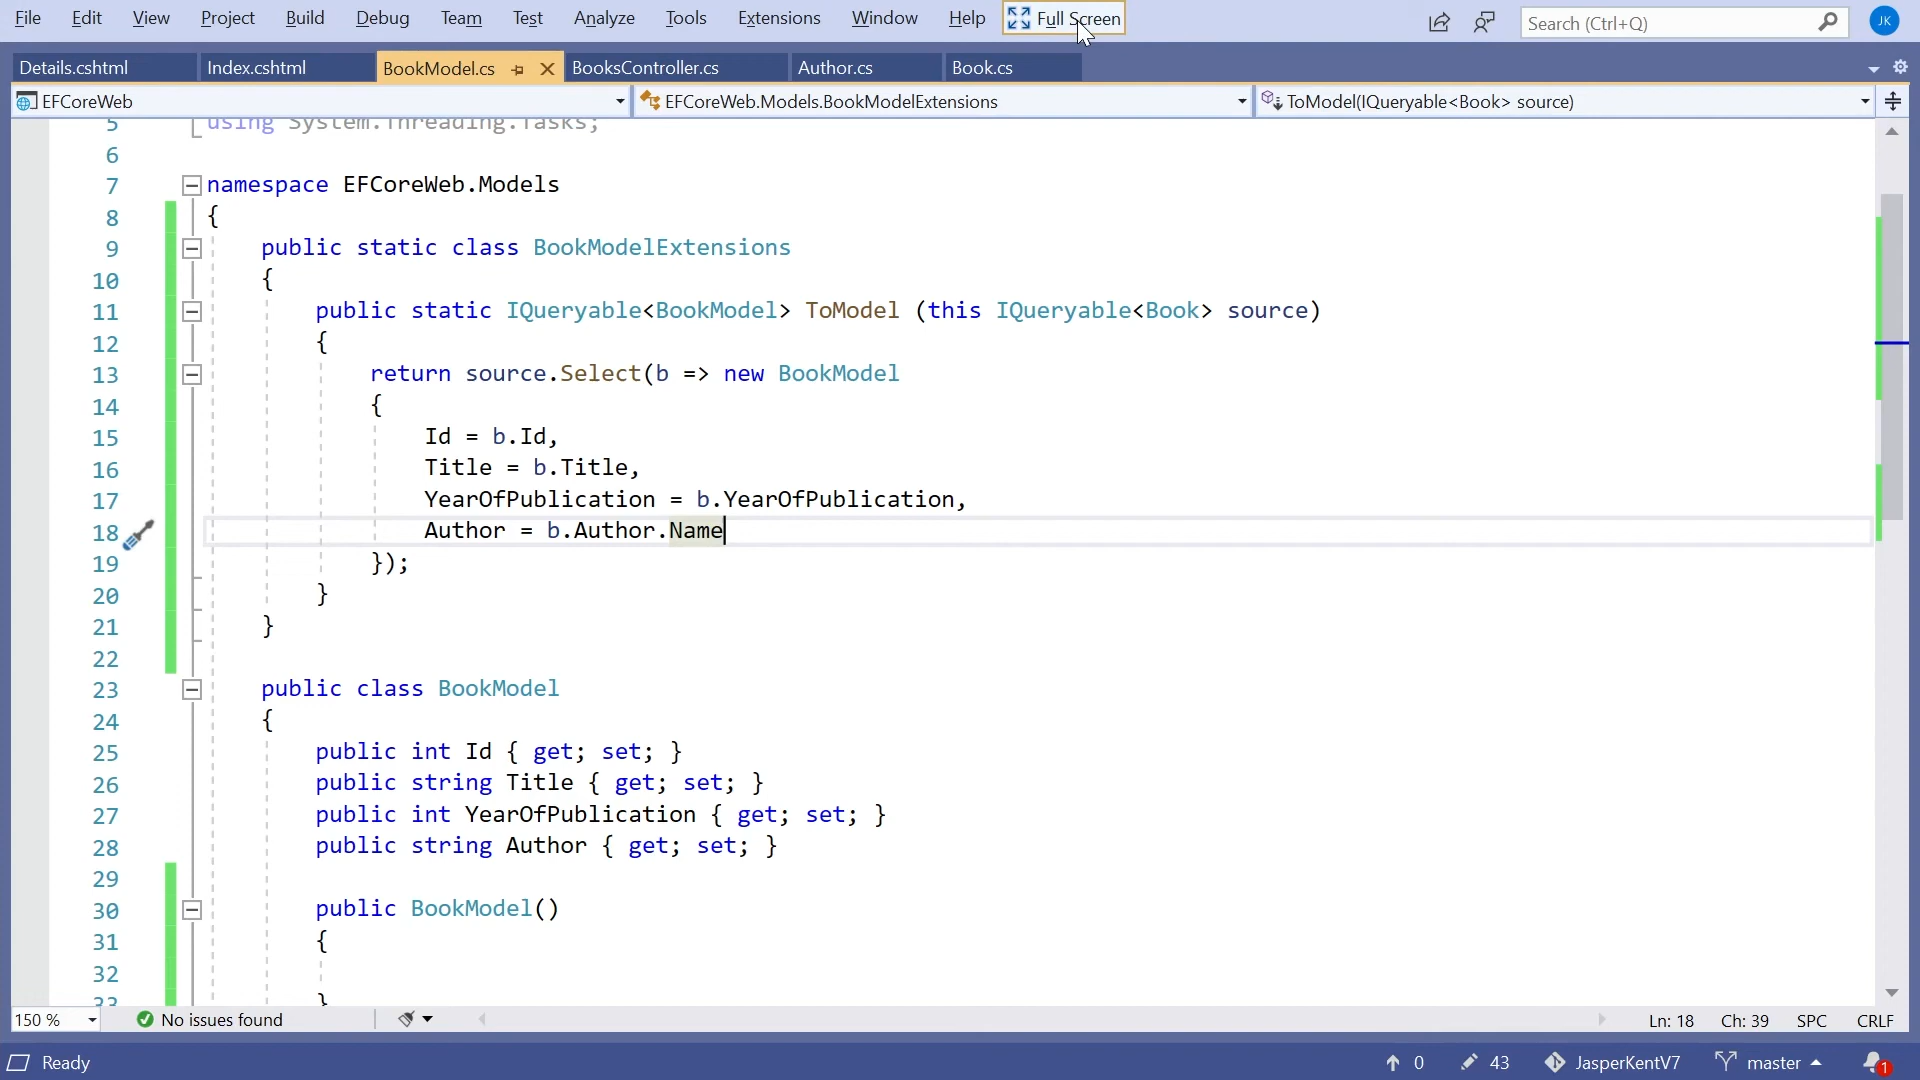 File Edit View Project Build Debug Team Test Analyze Tools Extensions Window Help Full Screen Search (Ctrl+Q) JK
Details.cshtml Index.cshtml BookModel.cs BooksController.cs Author.cs Book.cs
EFCoreWeb EFCoreWeb.Models.BookModelExtensions ToModel(IQueryable<Book> source)
5 using System.Threading.Tasks;
6
7 namespace EFCoreWeb.Models
8 {
9 public static class BookModelExtensions
10 {
11 public static IQueryable<BookModel> ToModel (this IQueryable<Book> source)
12 {
13 return source.Select(b => new BookModel
14 {
15 Id = b.Id,
16 Title = b.Title,
17 YearOfPublication = b.YearOfPublication,
18 Author = b.Author.Name
19 });
20 }
21 }
22
23 public class BookModel
24 {
25 public int Id { get; set; }
26 public string Title { get; set; }
27 public int YearOfPublication { get; set; }
28 public string Author { get; set; }
29
30 public BookModel()
31 {
32
33 }
150 % No issues found Ln: 18 Ch: 39 SPC CRLF
Ready 0 43 JasperKentV7 master 1